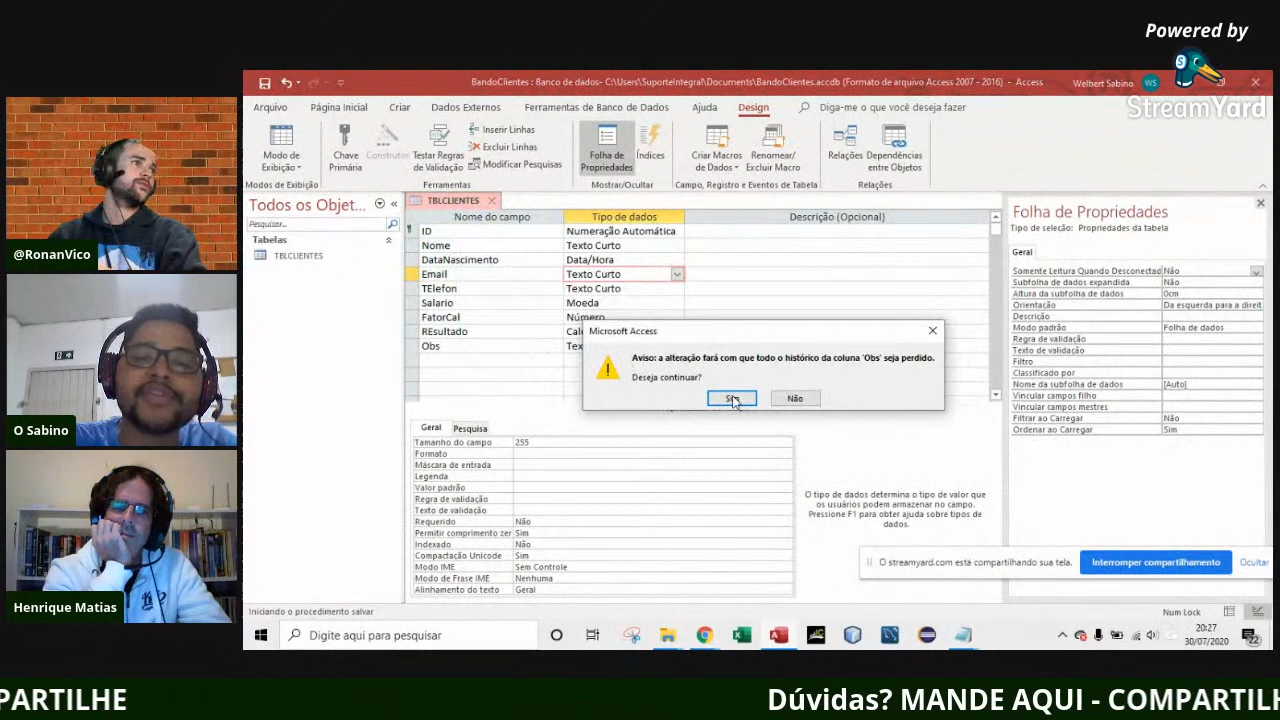 Powered by
StreamYard
@RonanVico
O Sabino
Henrique Matias
BandoClientes : Banco de dados- C:\Users\SuporteIntegral\Documents\BandoClientes.accdb (Formato de arquivo Access 2007 - 2016) - Access
Welbert Sabino
WS
Arquivo
Página Inicial
Criar
Dados Externos
Ferramentas de Banco de Dados
Ajuda
Design
Diga-me o que você deseja fazer
Modo de Exibição
Chave Primária
Construtor
Testar Regras de Validação
Inserir Linhas
Excluir Linhas
Modificar Pesquisas
Folha de Propriedades
Índices
Criar Macros de Dados
Renomear/ Excluir Macro
Relações
Dependências entre Objetos
Modos de Exibição
Ferramentas
Mostrar/Ocultar
Campo, Registro e Eventos de Tabela
Relações
Todos os Objet...
Pesquisar...
Tabelas
TBLCLIENTES
TBLCLIENTES
Nome do campo Tipo de dados Descrição (Opcional)
ID Numeração Automática
Nome Texto Curto
DataNascimento Data/Hora
Email Texto Curto
TElefon Texto Curto
Salario Moeda
FatorCal Número
REsultado
Obs
Microsoft Access
Aviso: a alteração fará com que todo o histórico da coluna 'Obs' seja perdido.
Deseja continuar?
Não
Geral Pesquisa
Tamanho do campo 255
Formato
Máscara de entrada
Legenda
Valor padrão
Regra de validação
Texto de validação
Requerido Não
Permitir comprimento zer Sim
Indexado Não
Compactação Unicode Sim
Modo IME Sem Controle
Modo de Frase IME Nenhuma
Alinhamento do texto Geral
O tipo de dados determina o tipo de valor que
os usuários podem armazenar no campo.
Pressione F1 para obter ajuda sobre tipos de
dados.
Folha de Propriedades
Tipo de seleção: Propriedades da tabela
Geral
Somente Leitura Quando Desconectad Não
Subfolha de dados expandida Não
Altura da subfolha de dados 0cm
Orientação Da esquerda para a direit
Descrição
Modo padrão Folha de dados
Regra de validação
Texto de validação
Filtro
Classificado por
Nome da subfolha de dados [Auto]
Vincular campos filho
Vincular campos mestres
Filtrar ao Carregar Não
Ordenar ao Carregar Sim
O streamyard.com está compartilhando sua tela.
Interromper compartilhamento
Ocultar
Iniciando o procedimento salvar
Num Lock
Digite aqui para pesquisar
20:27
30/07/2020
22
PARTILHE
Dúvidas? MANDE AQUI - COMPARTILH